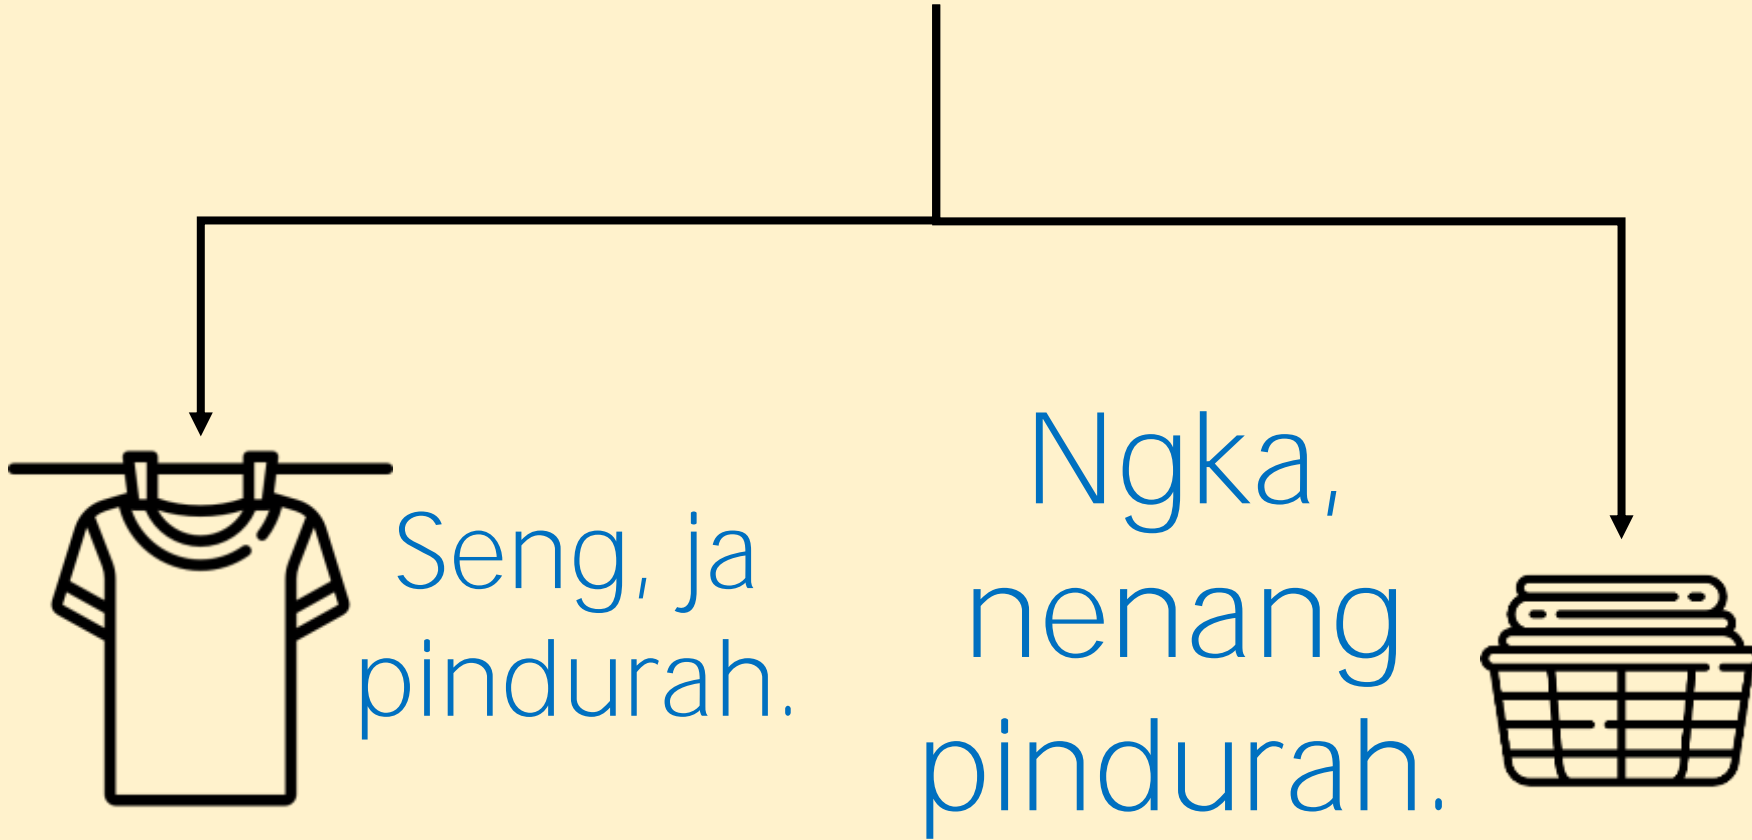 Seng, ja
pindurah.
Ngka,
nenang
pindurah.